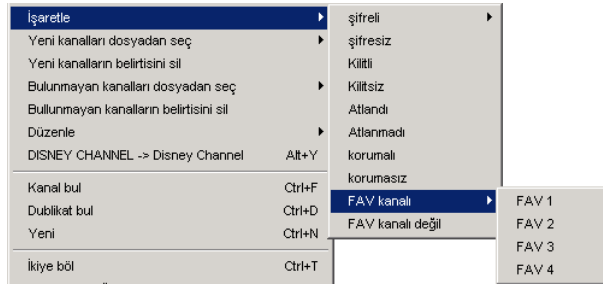 İşaretle
Yeni kanalları dosyadan seç
Yeni kanalların belirtisini sil
Bulunmayan kanalları dosyadan seç
Bullunmayan kanalların belirtisini sil
Düzenle
DISNEY CHANNEL -> Disney Channel Alt+Y
Kanal bul Ctrl+F
Dublikat bul Ctrl+D
Yeni Ctrl+N
İkiye böl Ctrl+T
şifreli
şifresiz
Kilitli
Kilitsiz
Atlandı
Atlanmadı
korumalı
korumasız
FAV kanalı
FAV kanalı değil
FAV 1
FAV 2
FAV 3
FAV 4